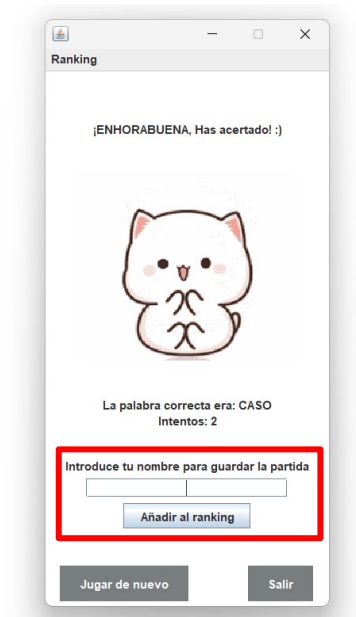 Ranking
¡ENHORABUENA, Has acertado! :)
La palabra correcta era: CASO
Intentos: 2
Introduce tu nombre para guardar la partida
Añadir al ranking
Jugar de nuevo
Salir